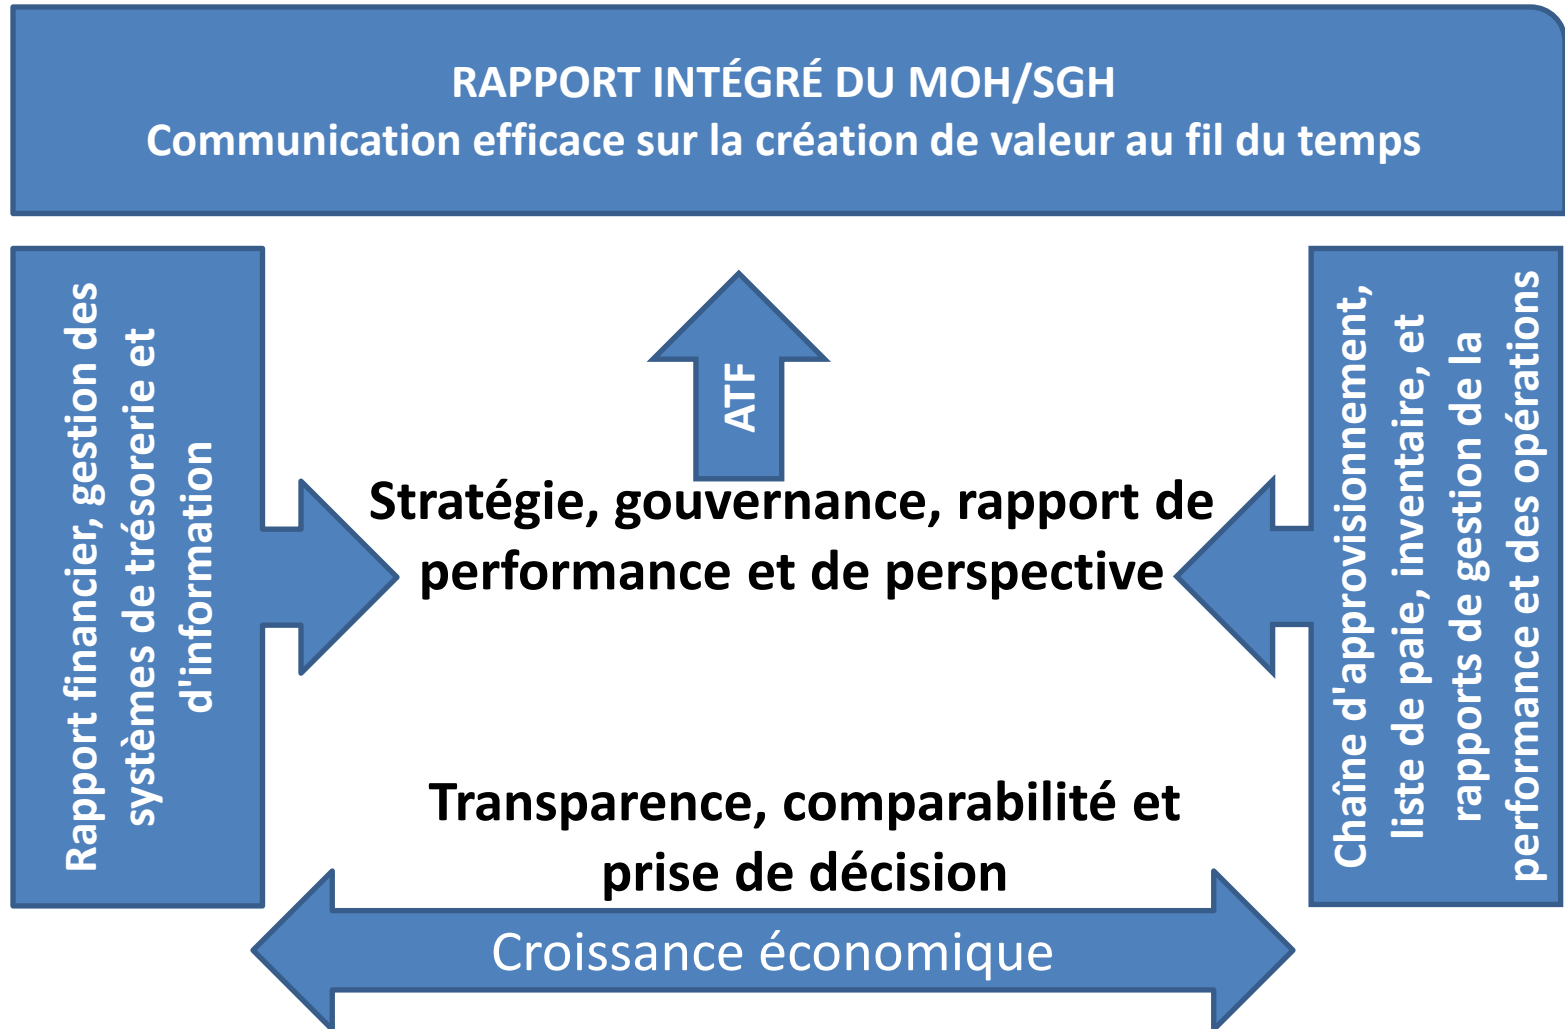 RAPPORT INTÉGRÉ DU MOH/SGH
Communication efficace sur la création de valeur au fil du temps
Rapport financier, gestion des
systèmes de trésorerie et
d'information
ATF
Stratégie, gouvernance, rapport de
performance et de perspective
Chaîne d'approvisionnement,
liste de paie, inventaire, et
rapports de gestion de la
performance et des opérations
Transparence, comparabilité et
prise de décision
Croissance économique